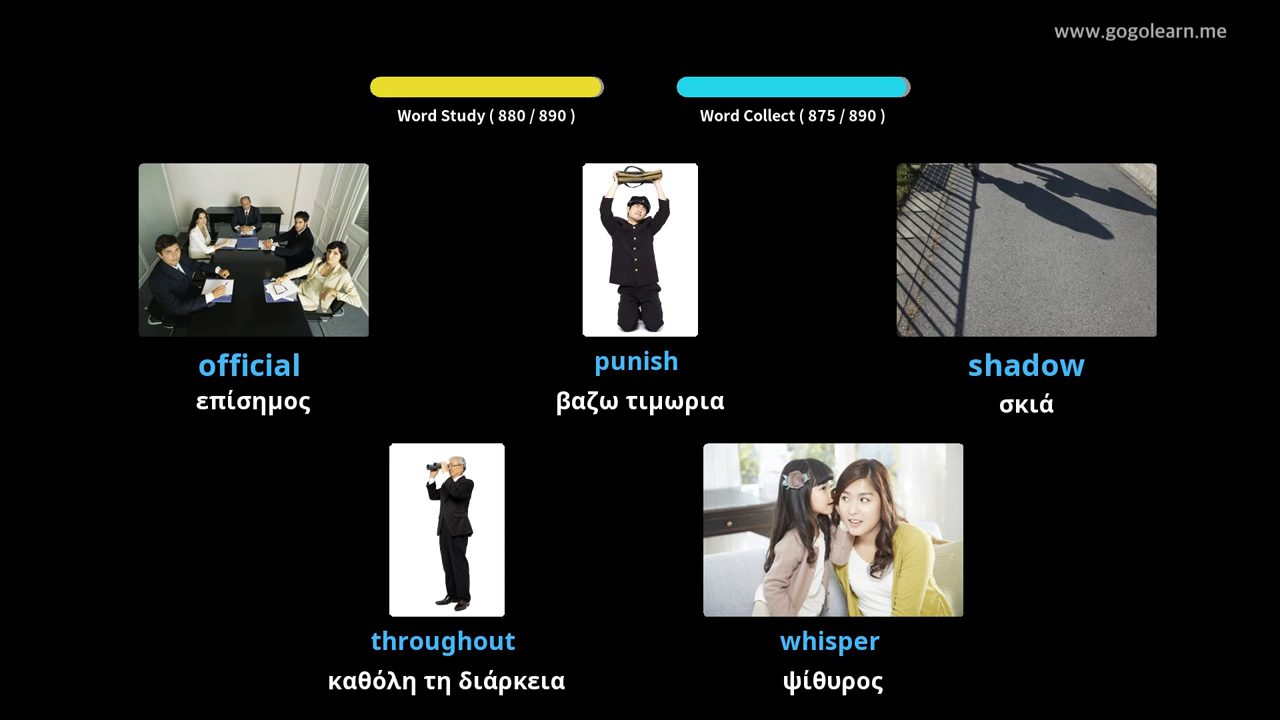 www.gogolearn.me
Word Study ( 880 / 890 )
Word Collect ( 875 / 890 )
official
επίσημος
punish
βαζω τιμωρια
shadow
σκιά
throughout
καθόλη τη διάρκεια
whisper
ψίθυρος